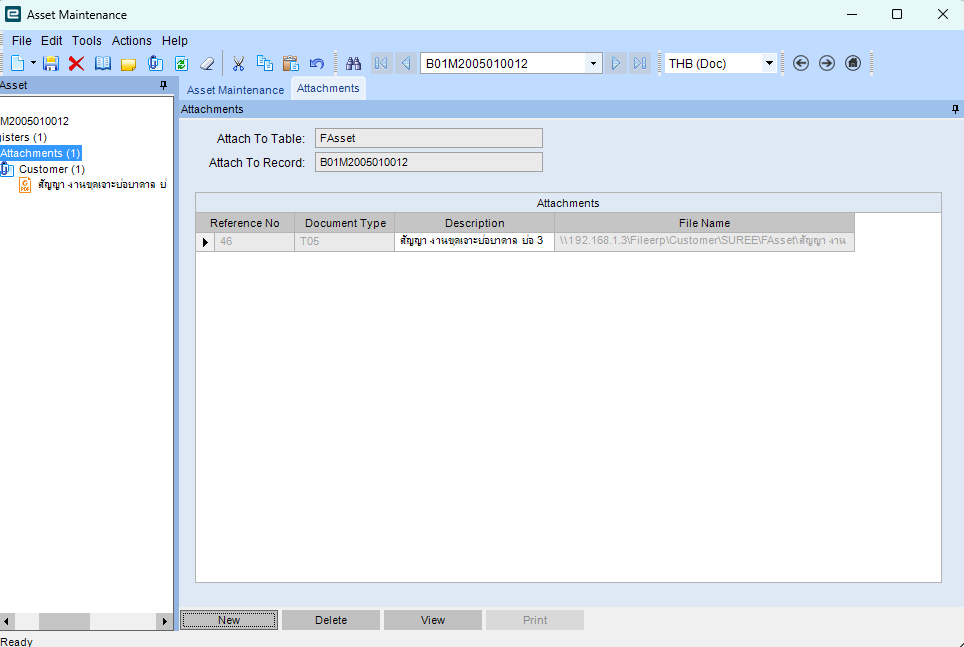 Asset Maintenance
File Edit Tools Actions Help
B01M2005010012
THB (Doc)
Asset
M2005010012
isters (1)
Attachments (1)
Customer (1)
สัญญา งานขุดเจาะบ่อบาดาล บ่
Asset Maintenance
Attachments
Attachments
Attach To Table: FAsset
Attach To Record: B01M2005010012
Attachments
Reference No Document Type Description File Name
46 T05 สัญญา งานขุดเจาะบ่อบาดาล บ่อ 3 \\192.168.1.3\Fileerp\Customer\SUREE\FAsset\สัญญา งาน
New Delete View Print
Ready